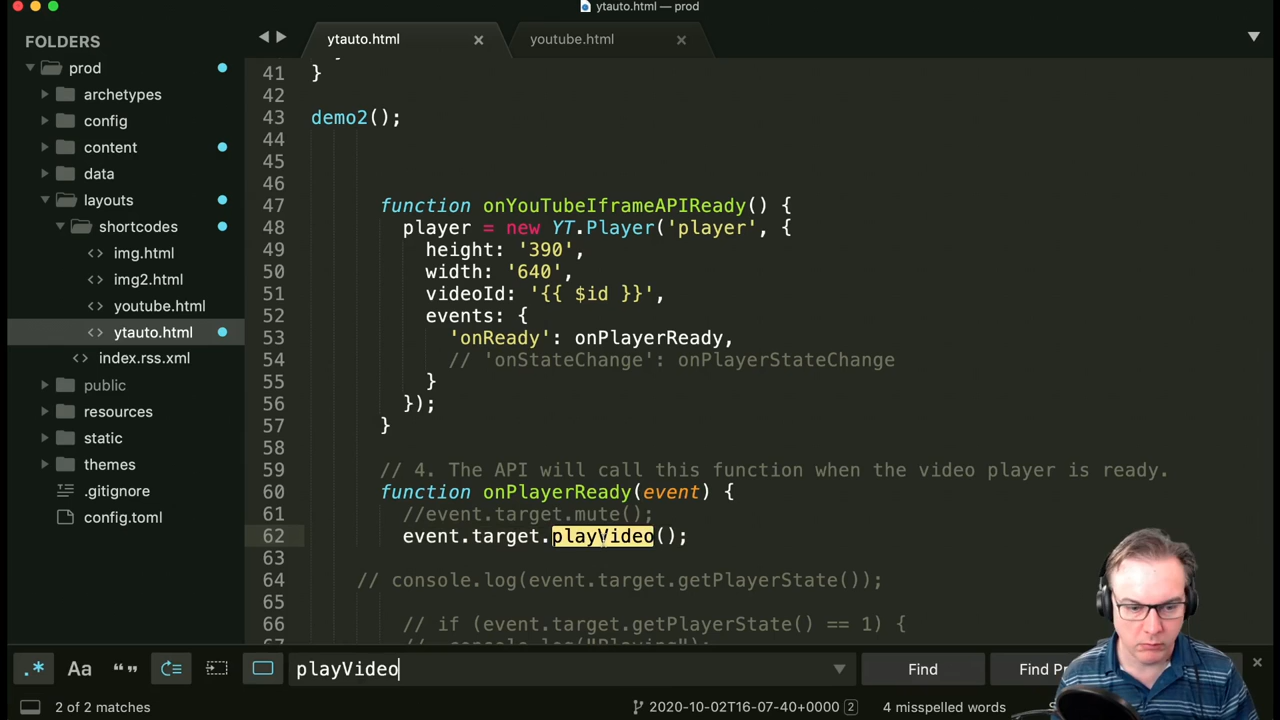 ytauto.html — prod
FOLDERS
prod
archetypes
config
content
data
layouts
shortcodes
img.html
img2.html
youtube.html
ytauto.html
index.rss.xml
public
resources
static
themes
.gitignore
config.toml
ytauto.html
youtube.html
41 }
42
43 demo2();
44
45
46
47 function onYouTubeIframeAPIReady() {
48 player = new YT.Player('player', {
49 height: '390',
50 width: '640',
51 videoId: '{{ $id }}',
52 events: {
53 'onReady': onPlayerReady,
54 // 'onStateChange': onPlayerStateChange
55 }
56 });
57 }
58
59 // 4. The API will call this function when the video player is ready.
60 function onPlayerReady(event) {
61 //event.target.mute();
62 event.target.playVideo();
63
64 // console.log(event.target.getPlayerState());
65
66 // if (event.target.getPlayerState() == 1) {
.* Aa “” playVideo Find
2 of 2 matches 2020-10-02T16-07-40+0000 2 4 misspelled words